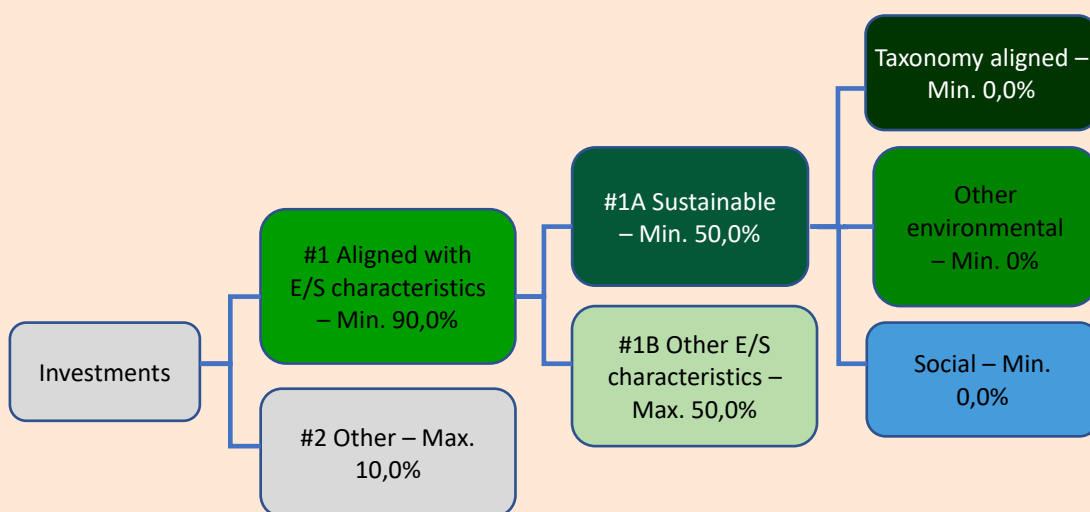 Investments
#1 Aligned with
E/S characteristics
– Min. 90,0%
#2 Other – Max.
10,0%
#1A Sustainable
– Min. 50,0%
#1B Other E/S
characteristics –
Max. 50,0%
Taxonomy aligned –
Min. 0,0%
Other
environmental
– Min. 0%
Social – Min.
0,0%